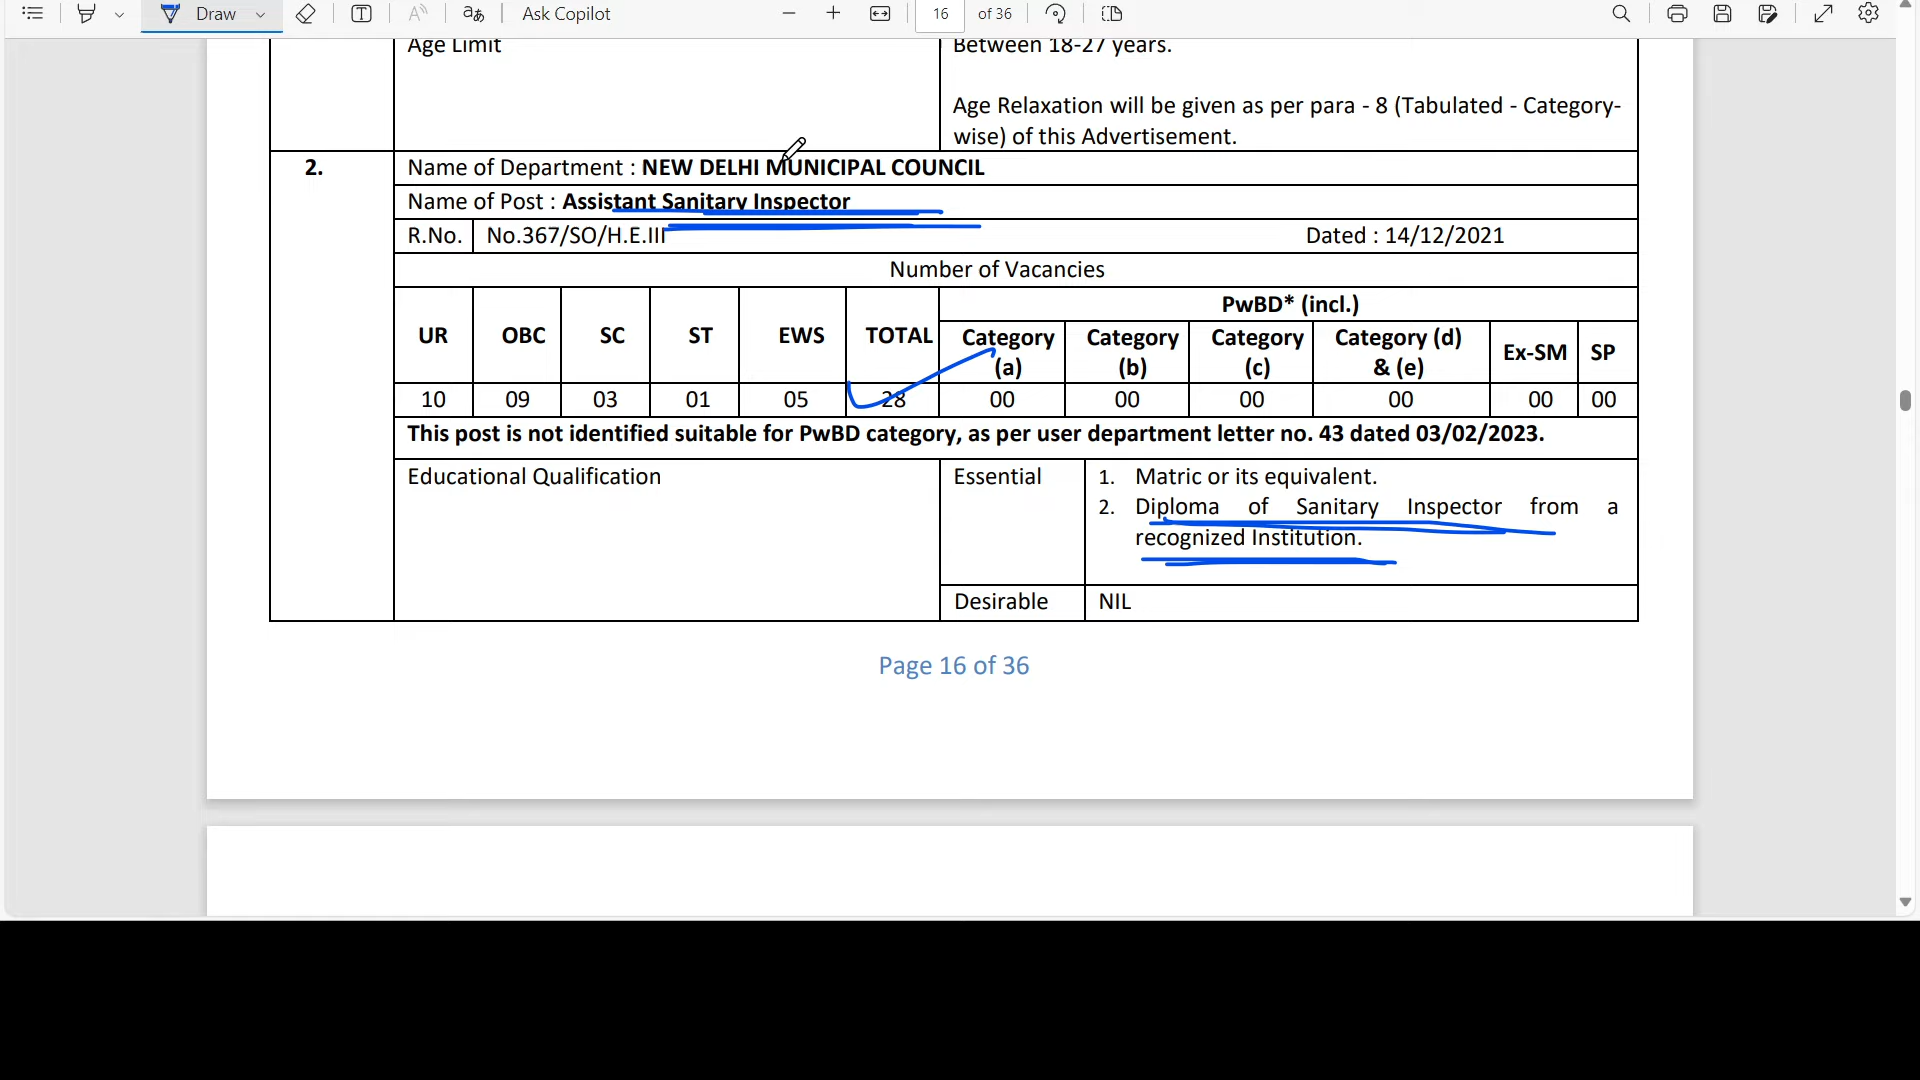 Draw
Ask Copilot
16 of 36
Age Limit
Between 18-27 years.
Age Relaxation will be given as per para - 8 (Tabulated - Category-
wise) of this Advertisement.
2.
Name of Department : NEW DELHI MUNICIPAL COUNCIL
Name of Post : Assistant Sanitary Inspector
R.No. No.367/SO/H.E.III Dated : 14/12/2021
Number of Vacancies
UR OBC SC ST EWS TOTAL
PwBD* (incl.)
Category (a)
Category (b)
Category (c)
Category (d) & (e)
Ex-SM
SP
10 09 03 01 05 28 00 00 00 00 00 00
This post is not identified suitable for PwBD category, as per user department letter no. 43 dated 03/02/2023.
Educational Qualification
Essential
1. Matric or its equivalent.
2. Diploma of Sanitary Inspector from a
recognized Institution.
Desirable NIL
Page 16 of 36